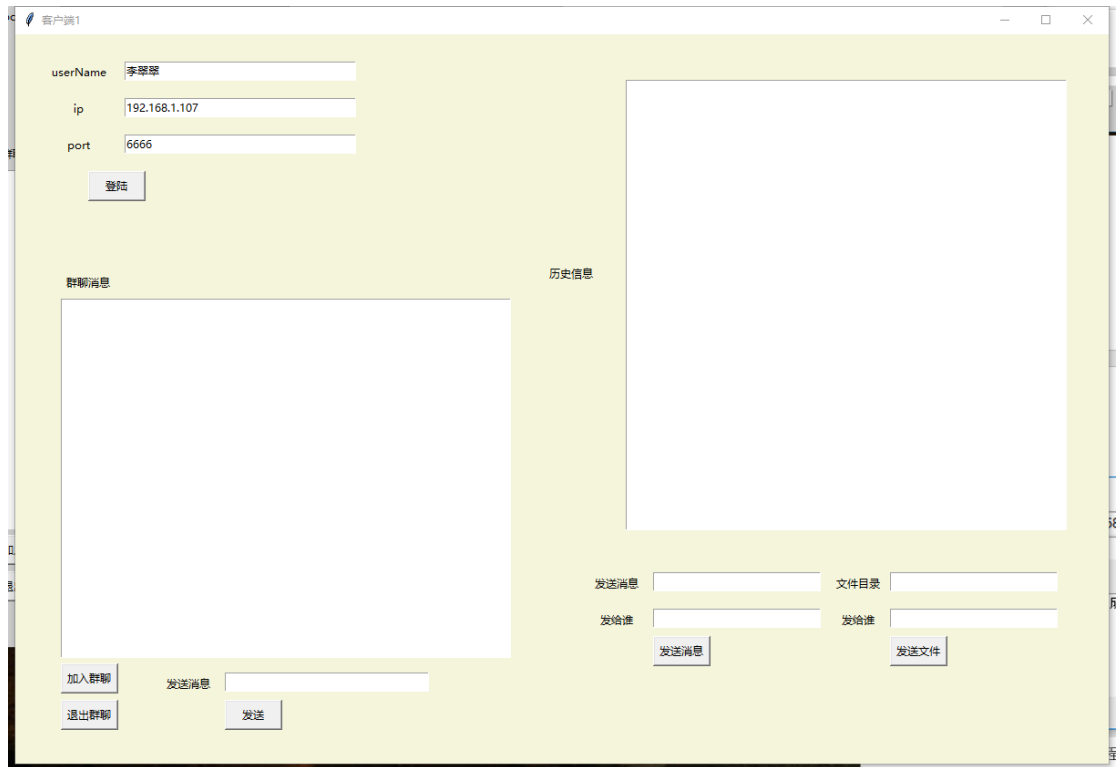 客户端1
userName 李翠翠
ip 192.168.1.107
port 6666
登陆
群聊消息
历史信息
加入群聊
退出群聊
发送消息
发送
发送消息
发给谁
发送消息
文件目录
发给谁
发送文件